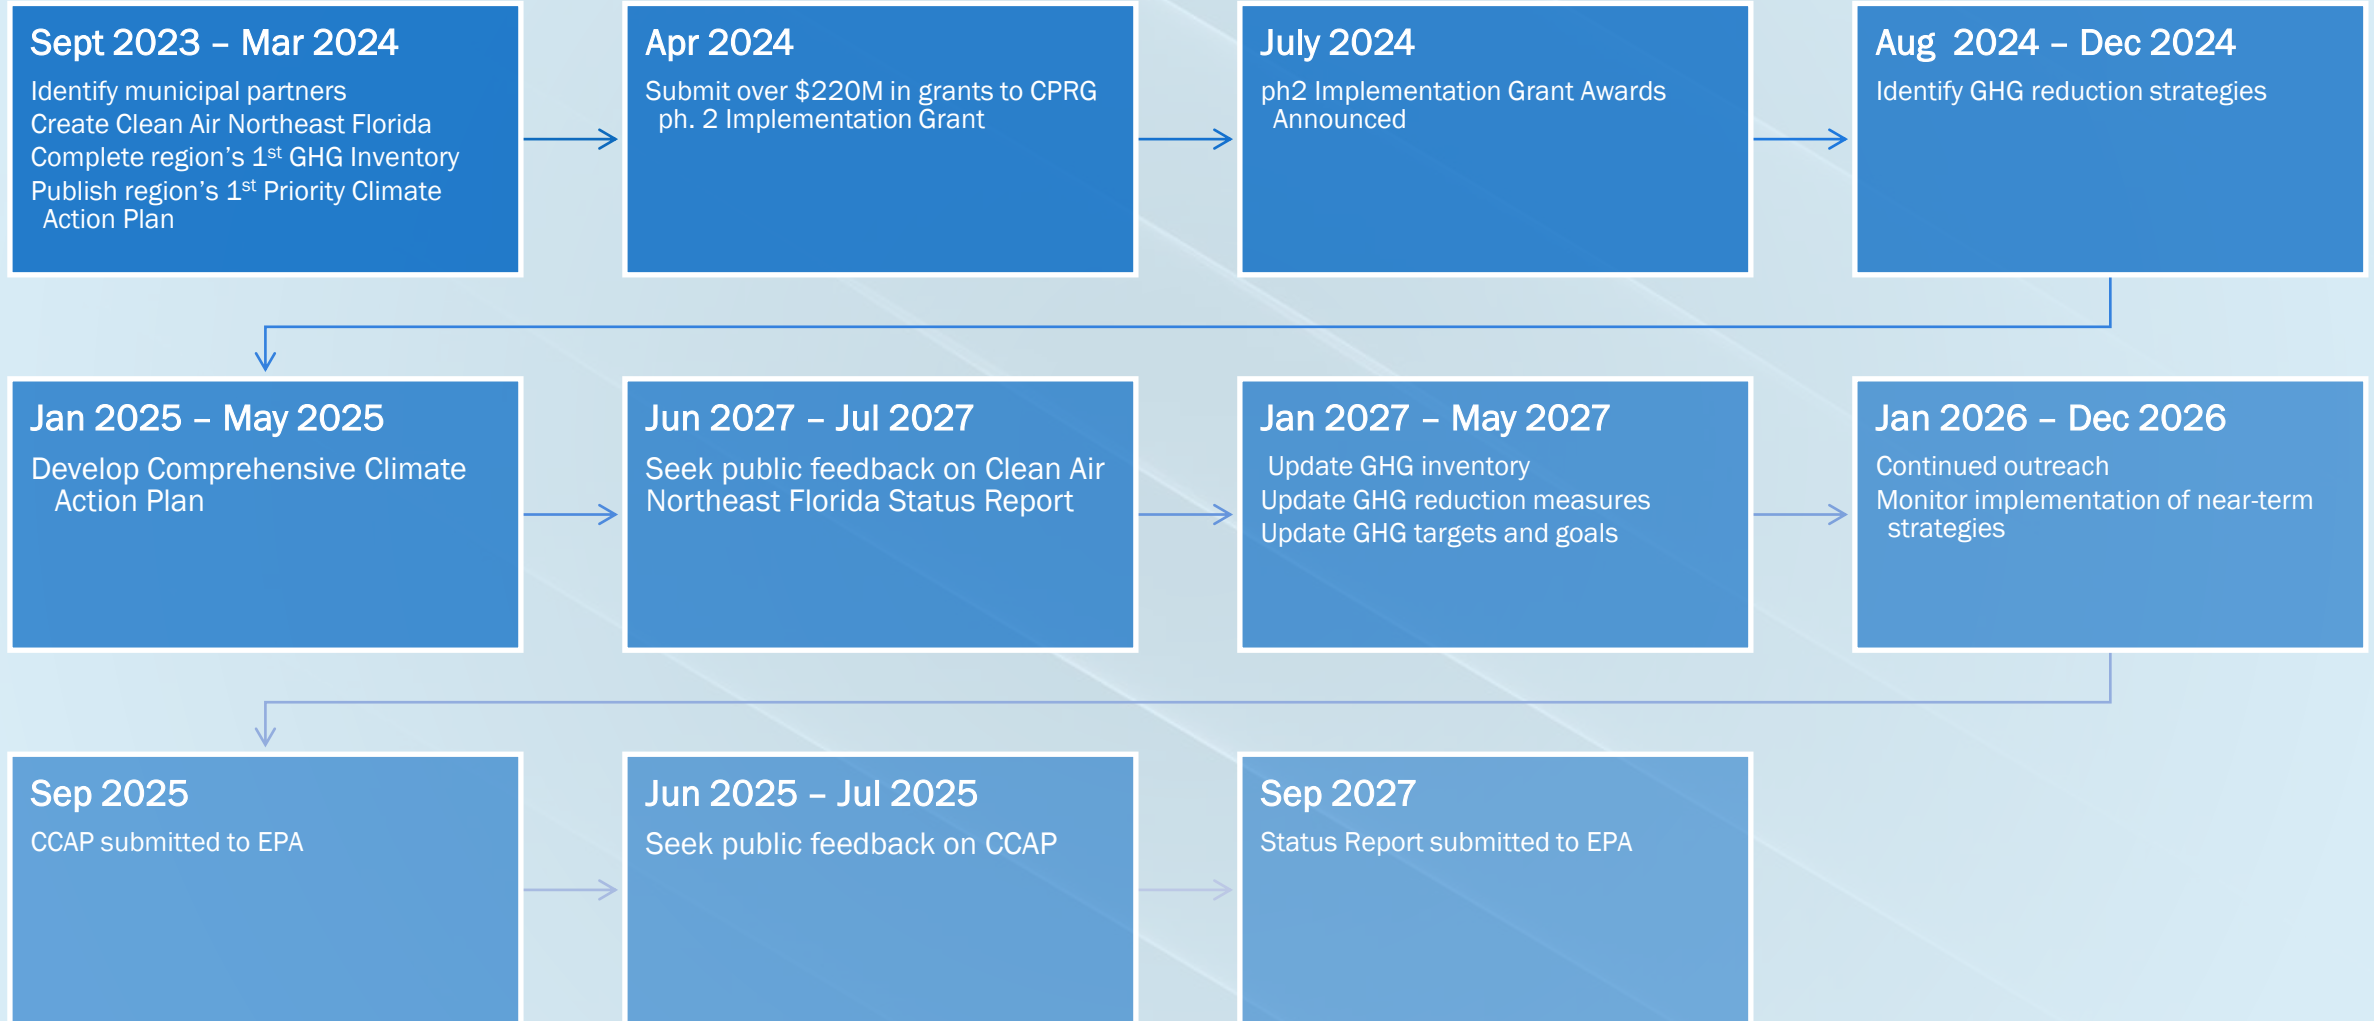 Sept 2023 – Mar 2024
Identify municipal partners
Create Clean Air Northeast Florida
Complete region’s 1st GHG Inventory
Publish region’s 1st Priority Climate
Action Plan
Apr 2024
Submit over $220M in grants to CPRG
ph. 2 Implementation Grant
July 2024
ph2 Implementation Grant Awards
Announced
Aug 2024 – Dec 2024
Identify GHG reduction strategies
Jan 2025 – May 2025
Develop Comprehensive Climate
Action Plan
Jun 2027 – Jul 2027
Seek public feedback on Clean Air
Northeast Florida Status Report
Jan 2027 – May 2027
Update GHG inventory
Update GHG reduction measures
Update GHG targets and goals
Jan 2026 – Dec 2026
Continued outreach
Monitor implementation of near-term
strategies
Sep 2025
CCAP submitted to EPA
Jun 2025 – Jul 2025
Seek public feedback on CCAP
Sep 2027
Status Report submitted to EPA